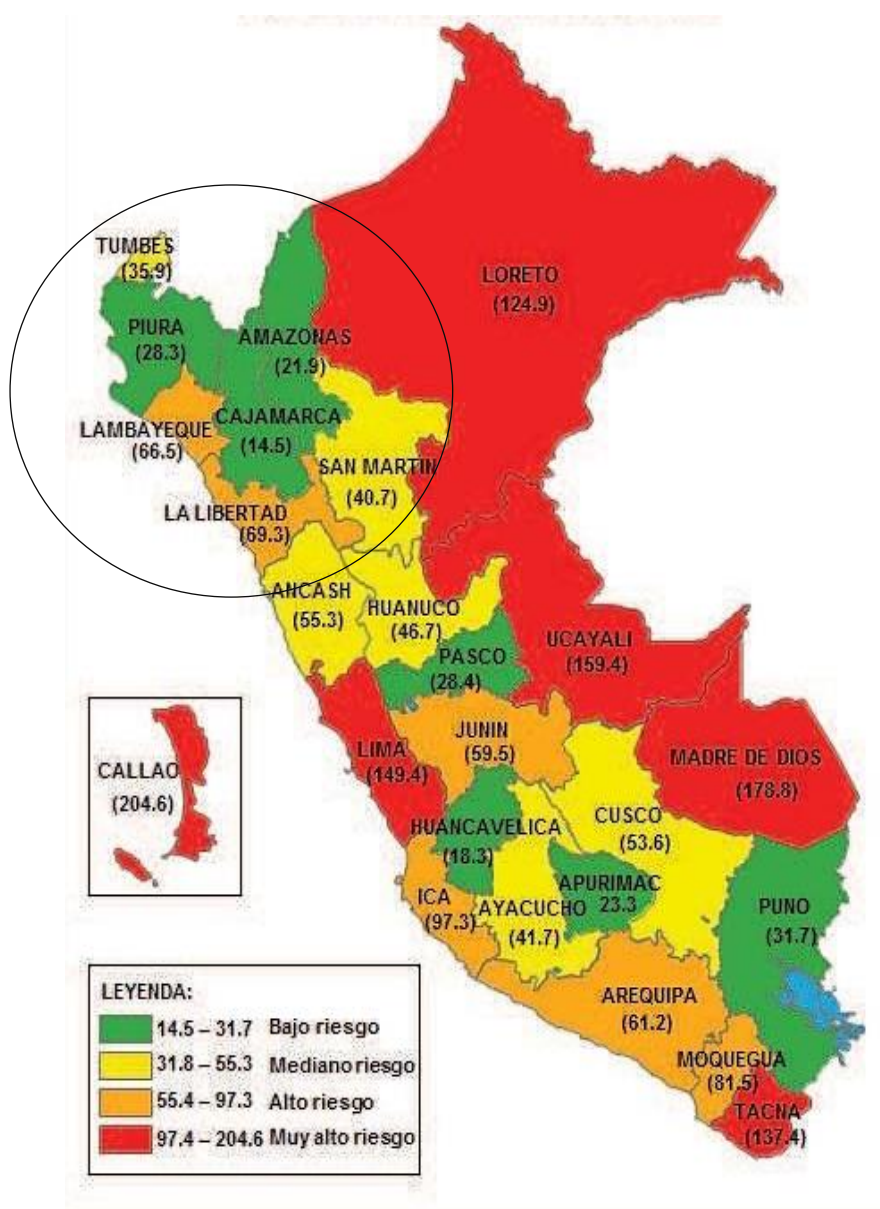 TUMBES
(35.9)
LORETO
(124.9)
PIURA
(28.3)
AMAZONAS
(21.9)
LAMBAYEQUE
(66.5)
CAJAMARCA
(14.5)
SAN MARTIN
(40.7)
LA LIBERTAD
(69.3)
ANCASH
(55.3)
HUANUCO
(46.7)
PASCO
(28.4)
UCAYALI
(159.4)
CALLAO
(204.6)
LIMA
(149.4)
JUNIN
(59.5)
MADRE DE DIOS
(178.8)
HUANCAVELICA
(18.3)
CUSCO
(53.6)
ICA
(97.3)
AYACUCHO
(41.7)
APURIMAC
23.3
PUNO
(31.7)
AREQUIPA
(61.2)
MOQUEGUA
(81.5)
TACNA
(137.4)
LEYENDA:
14.5 – 31.7 Bajo riesgo
31.8 – 55.3 Mediano riesgo
55.4 – 97.3 Alto riesgo
97.4 – 204.6 Muy alto riesgo